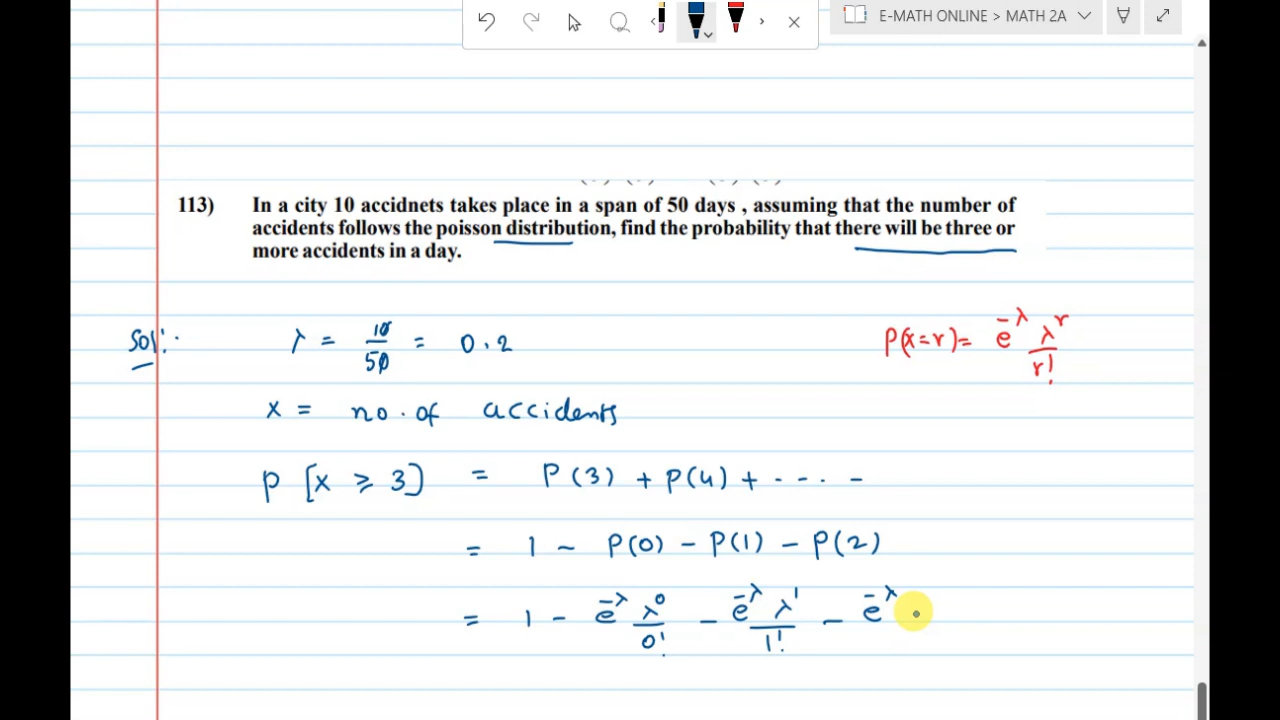 E-MATH ONLINE > MATH 2A
113) In a city 10 accidnets takes place in a span of 50 days , assuming that the number of
accidents follows the poisson distribution, find the probability that there will be three or
more accidents in a day.
Sol: λ = 10/50 = 0.2 P(x=r)= e^-λ λ^r/r!
x = no. of accidents
P [x ≥ 3] = P(3) + P(4) + - - . -
= 1 - P(0) - P(1) - P(2)
= 1 - e^-λ λ^0/0! - e^-λ λ^1/1! - e^-λ .